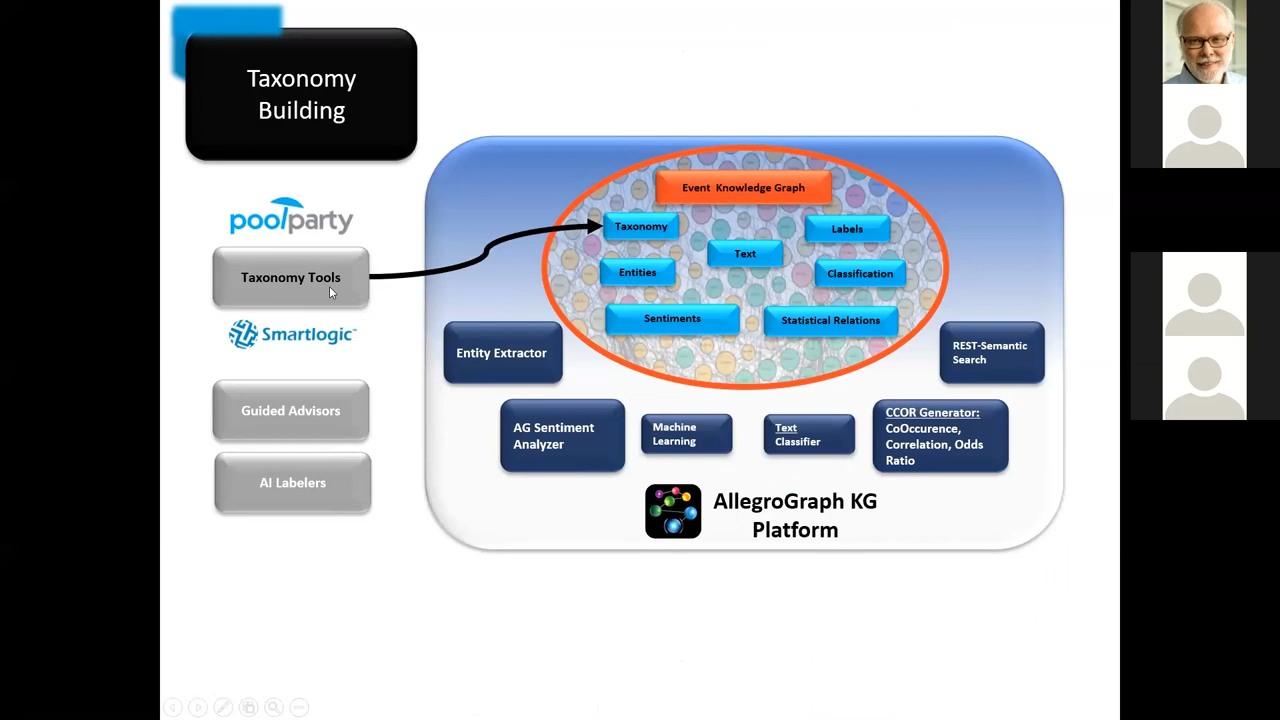 Taxonomy
Building
poolparty
Taxonomy Tools
Smartlogic
Guided Advisors
AI Labelers
Event Knowledge Graph
Taxonomy
Labels
Text
Entities
Classification
Sentiments
Statistical Relations
Entity Extractor
REST-Semantic
Search
AG Sentiment
Analyzer
Machine
Learning
Text
Classifier
CCOR Generator:
CoOccurence,
Correlation, Odds
Ratio
AllegroGraph KG
Platform